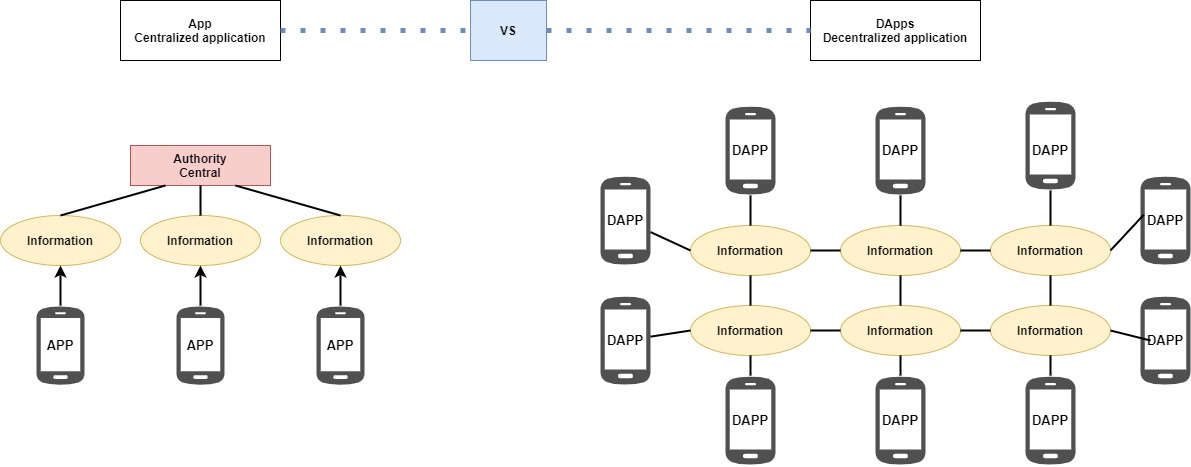 App
Centralized application
VS
DApps
Decentralized application
Authority
Central
Information
Information
Information
APP
APP
APP
DAPP
DAPP
DAPP
DAPP
DAPP
Information
Information
Information
DAPP
Information
Information
Information
DAPP
DAPP
DAPP
DAPP